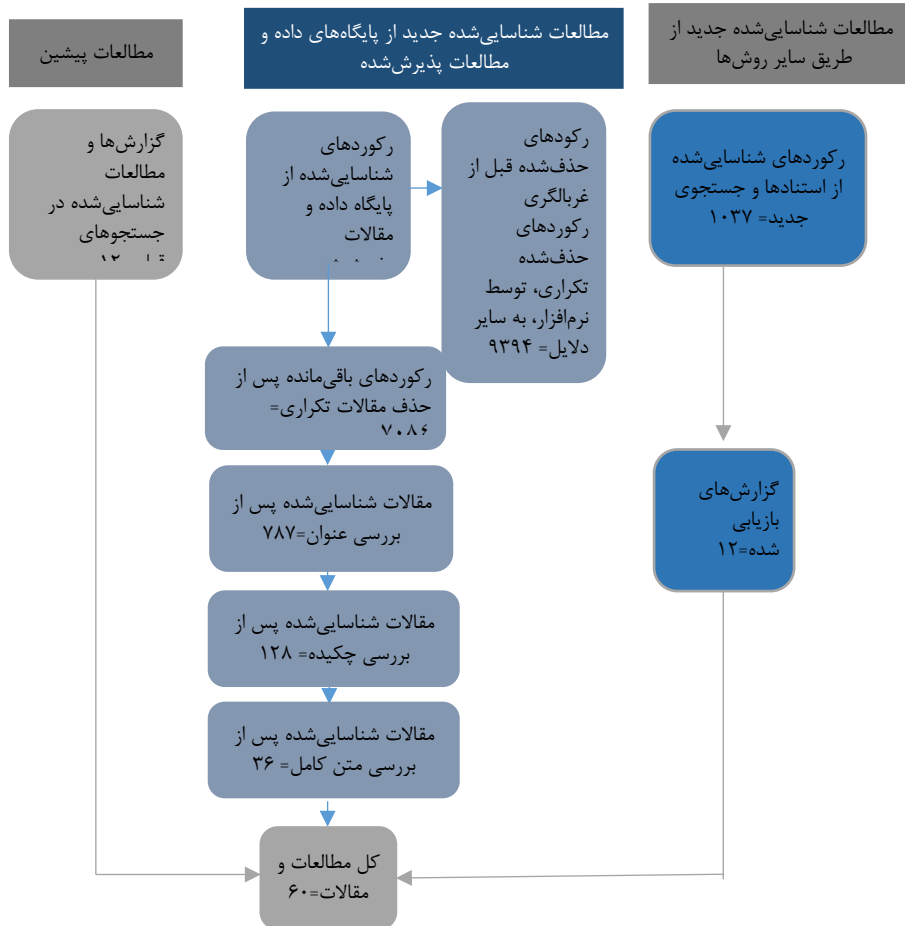 مطالعات شناسایی‌شده جدید از
طریق سایر روش‌ها
مطالعات شناسایی‌شده جدید از پایگاه‌های داده و
مطالعات پذیرش‌شده
مطالعات پیشین
رکوردهای شناسایی‌شده
از استنادها و جستجوی
جدید= ۱۰۳۷
رکودهای
حذف‌شده قبل از
غربالگری
رکوردهای
حذف‌شده
تکراری، توسط
نرم‌افزار، به سایر
دلایل= ۹۳۹۴
رکوردهای
شناسایی‌شده از
پایگاه داده و
مقالات
گزارش‌ها و
مطالعات
شناسایی‌شده در
جستجوهای
رکوردهای باقی‌مانده پس از
حذف مقالات تکراری=
۷۰۸۶
مقالات شناسایی‌شده پس از
بررسی عنوان=۷۸۷
گزارش‌های
بازیابی
شده=۱۲
مقالات شناسایی‌شده پس از
بررسی چکیده= ۱۲۸
مقالات شناسایی‌شده پس از
بررسی متن کامل= ۳۶
کل مطالعات و
مقالات=۶۰